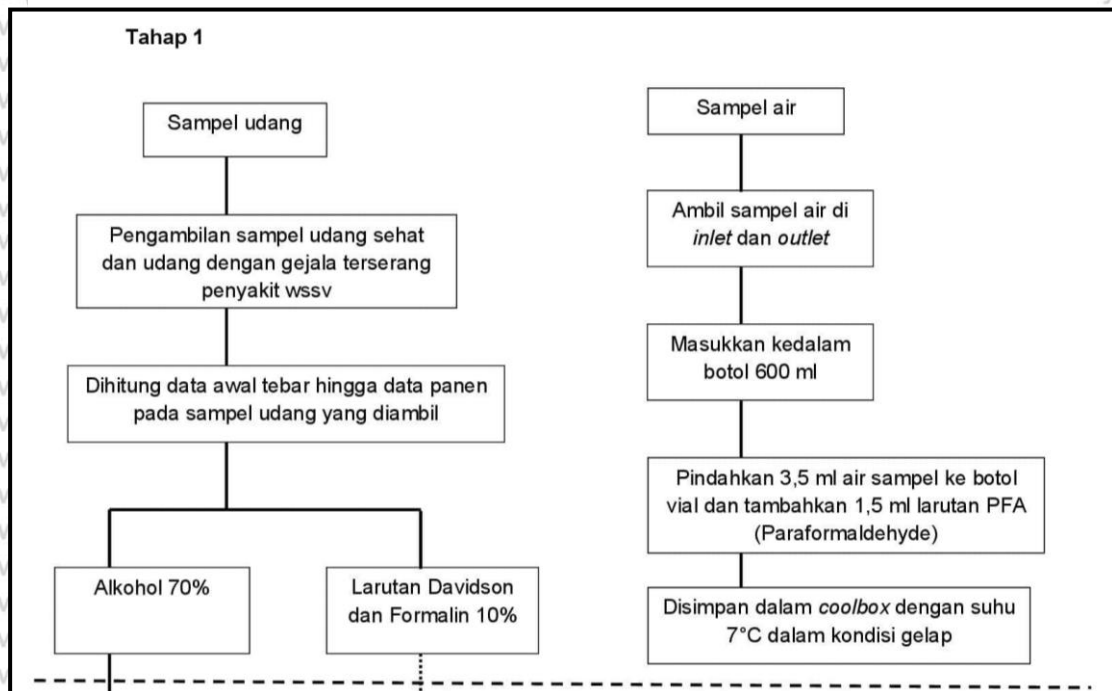 Tahap 1
Sampel udang
Pengambilan sampel udang sehat
dan udang dengan gejala terserang
penyakit wssv
Dihitung data awal tebar hingga data panen
pada sampel udang yang diambil
Alkohol 70%
Larutan Davidson
dan Formalin 10%
Sampel air
Ambil sampel air di
inlet dan outlet
Masukkan kedalam
botol 600 ml
Pindahkan 3,5 ml air sampel ke botol
vial dan tambahkan 1,5 ml larutan PFA
(Paraformaldehyde)
Disimpan dalam coolbox dengan suhu
7°C dalam kondisi gelap